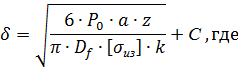 δ = √(6 · P₀ · a · z / (π · D_f · [σ_из] · k)) + C , где